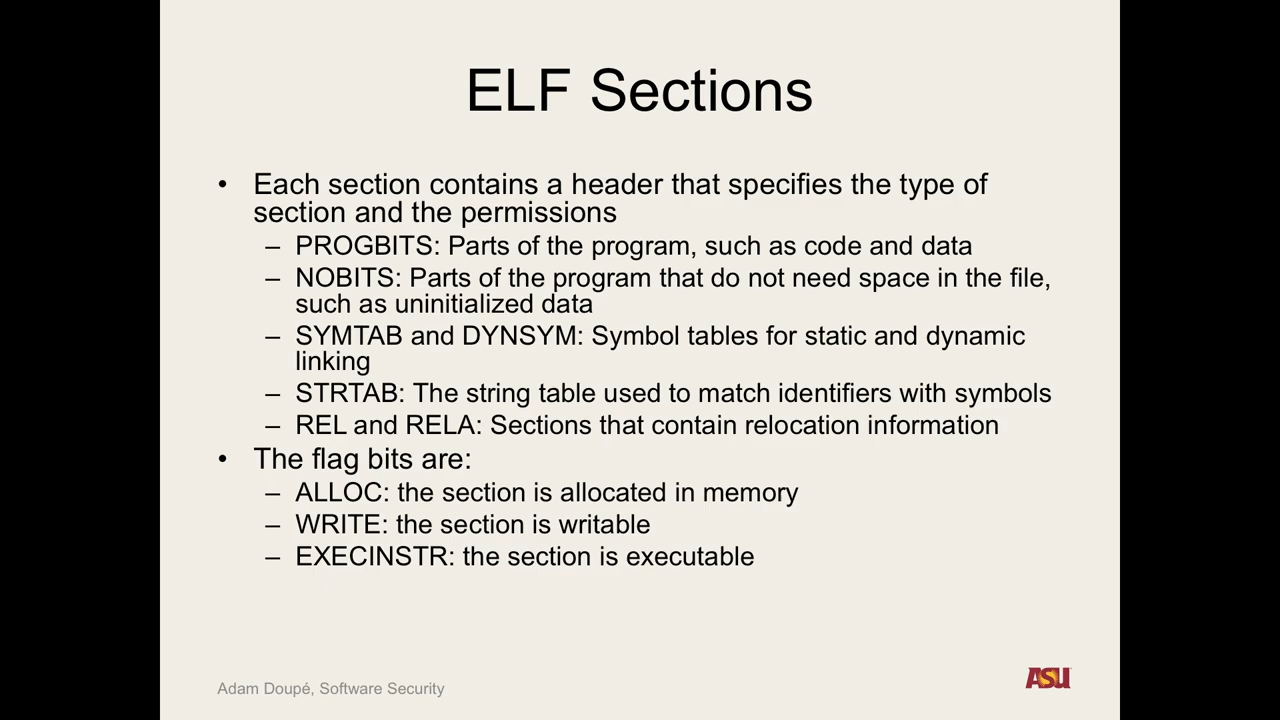 ELF Sections
• Each section contains a header that specifies the type of
section and the permissions
– PROGBITS: Parts of the program, such as code and data
– NOBITS: Parts of the program that do not need space in the file,
such as uninitialized data
– SYMTAB and DYNSYM: Symbol tables for static and dynamic
linking
– STRTAB: The string table used to match identifiers with symbols
– REL and RELA: Sections that contain relocation information
• The flag bits are:
– ALLOC: the section is allocated in memory
– WRITE: the section is writable
– EXECINSTR: the section is executable
Adam Doupé, Software Security
ASU